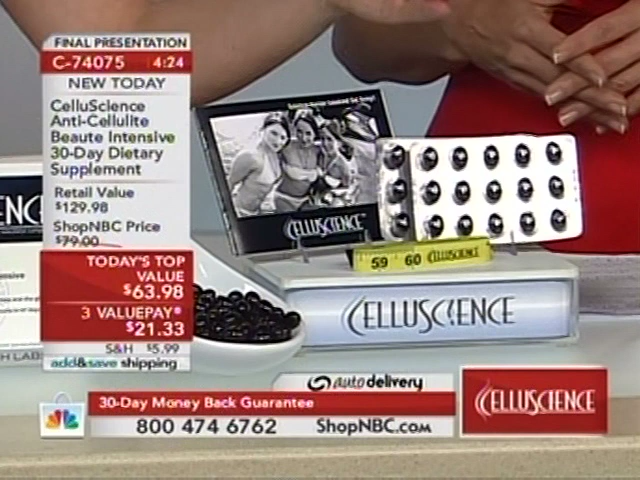 FINAL PRESENTATION
C-74075 4:24
NEW TODAY
CelluScience
Anti-Cellulite
Beaute Intensive
30-Day Dietary
Supplement
Retail Value
$129.98
ShopNBC Price
$79.00
TODAY'S TOP
VALUE
$63.98
3 VALUEPAY®
$21.33
S&H $5.99
add&save shipping
CELLUSCIENCE
59 60 CELLUSCIENCE
CELLUSCIENCE
autodelivery
30-Day Money Back Guarantee
800 474 6762 ShopNBC.com
CELLUSCIENCE